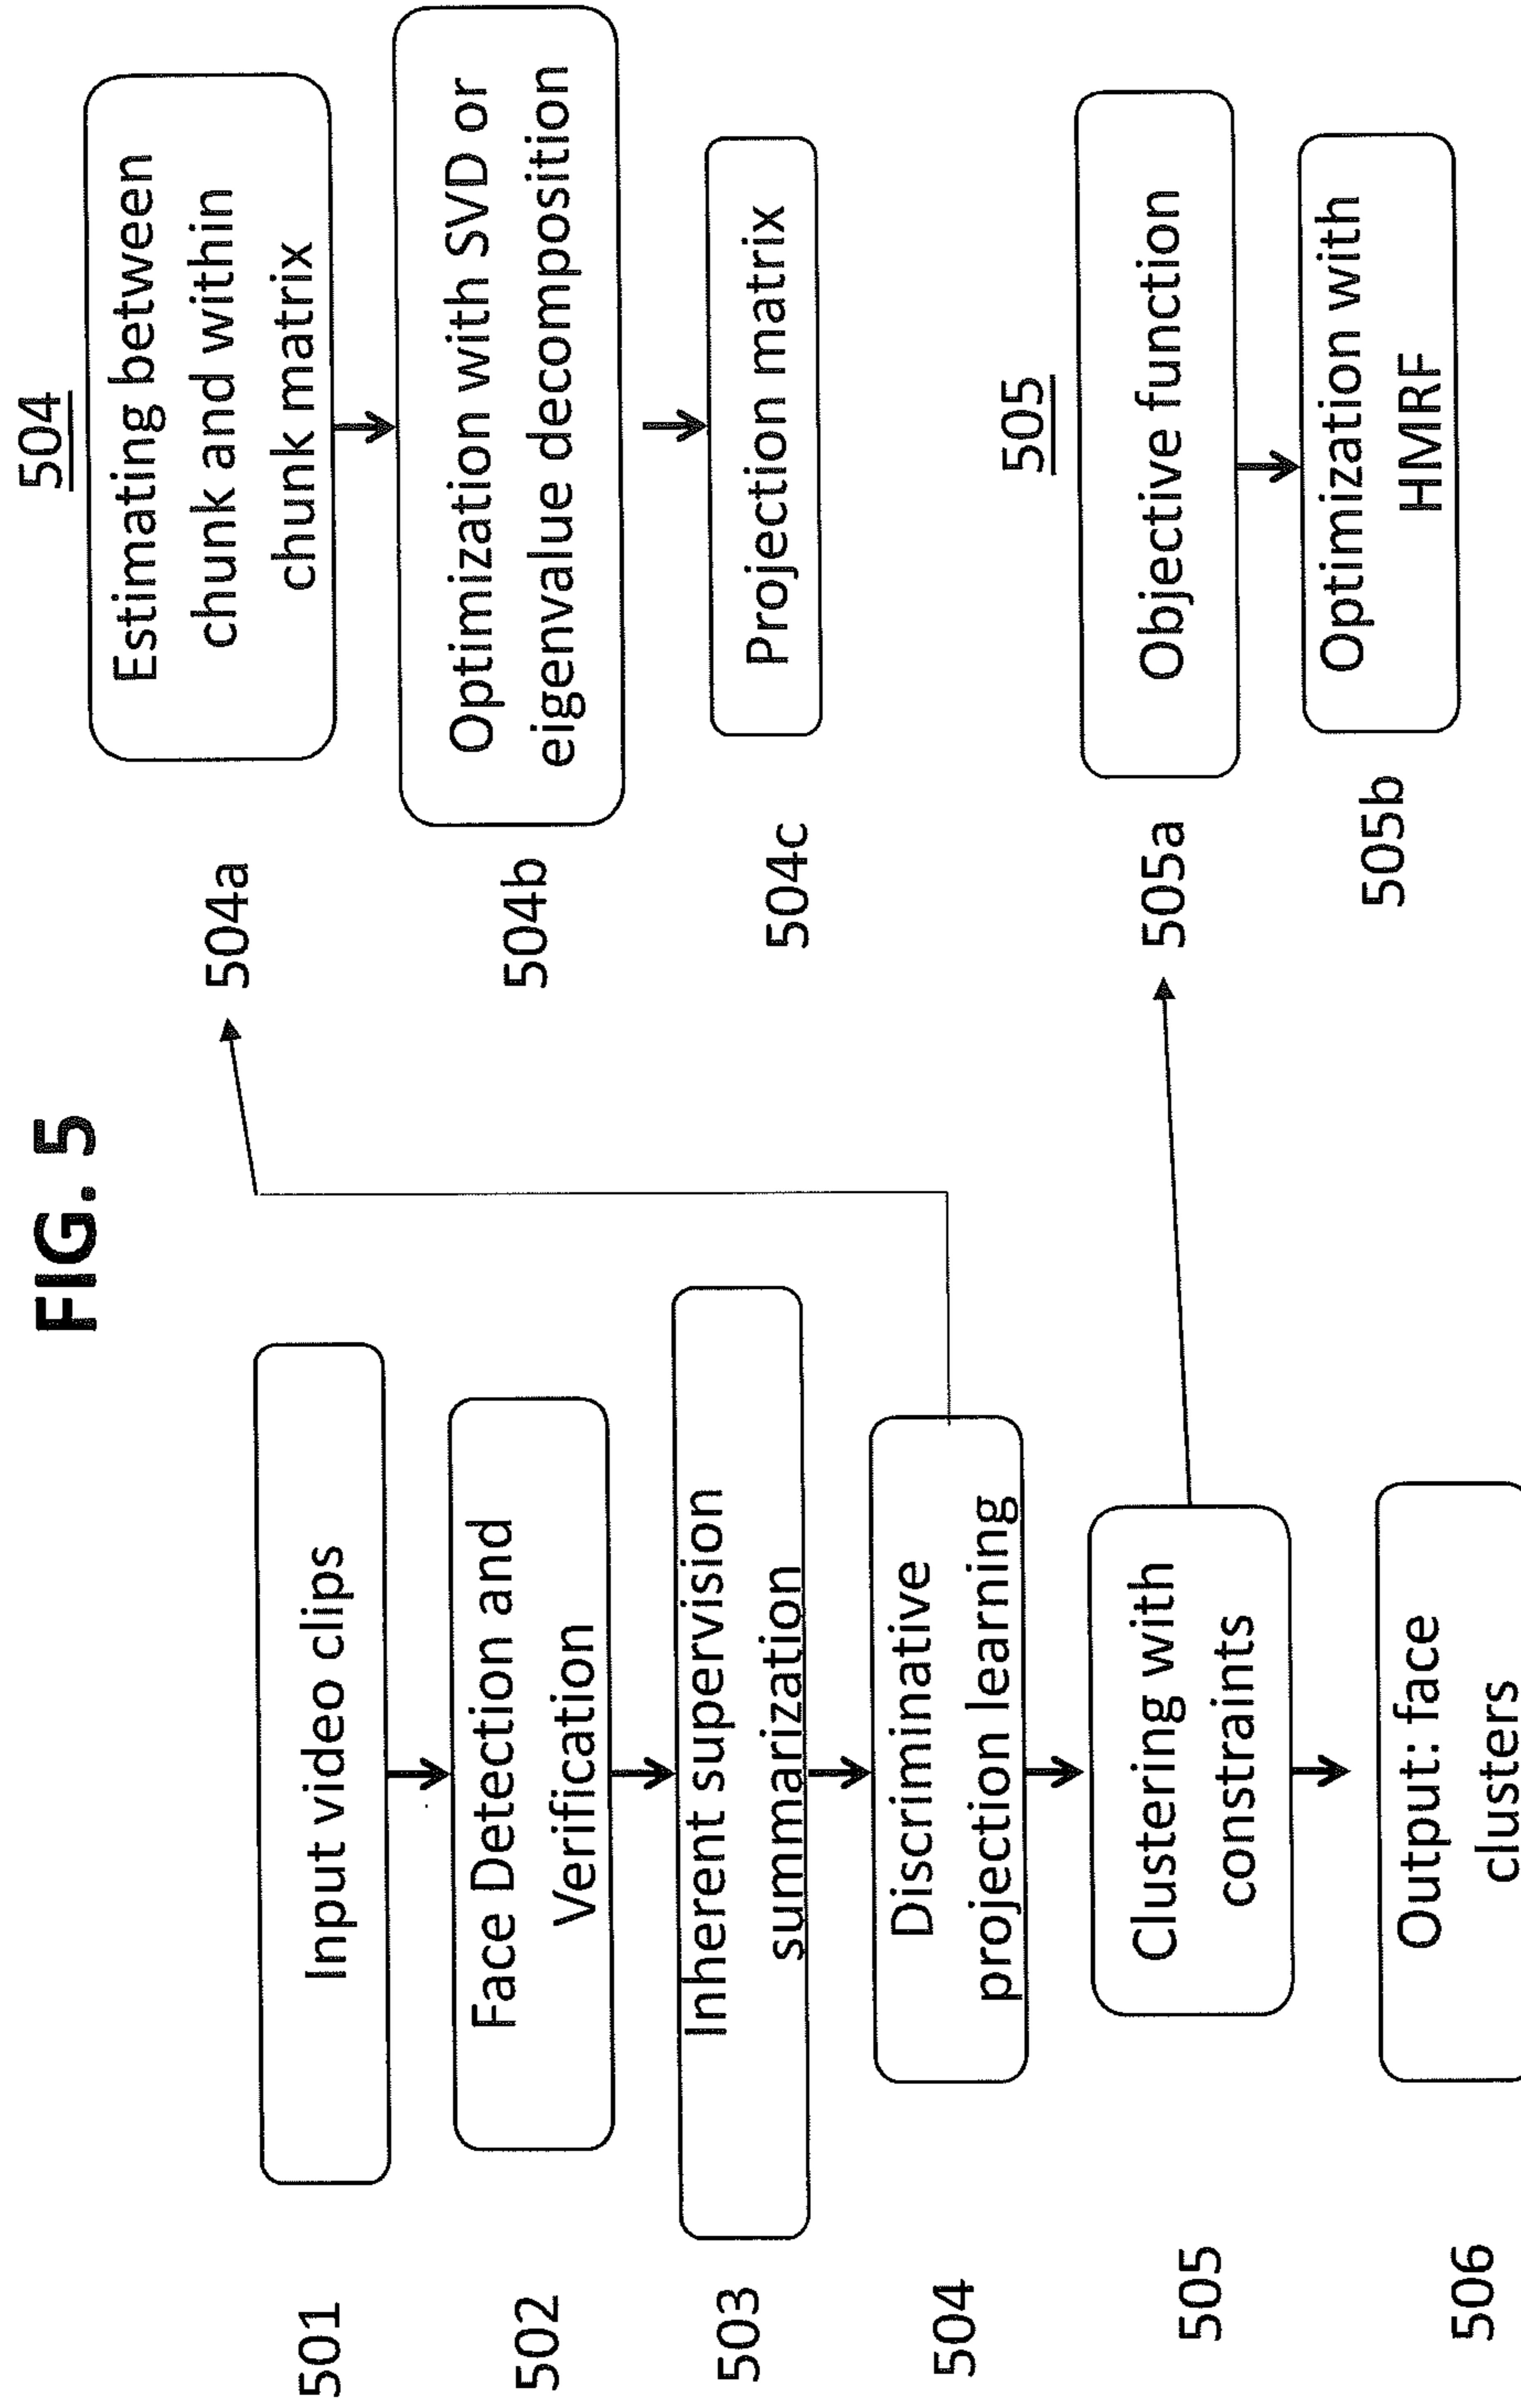 FIG. 5
501
Input video clips
502
Face Detection and
Verification
503
Inherent supervision
summarization
504
Discriminative
projection learning
505
Clustering with
constraints
506
Output: face
clusters
504
504a
Estimating between
chunk and within
chunk matrix
504b
Optimization with SVD or
eigenvalue decomposition
504c
Projection matrix
505
505a
Objective function
505b
Optimization with
HMRF